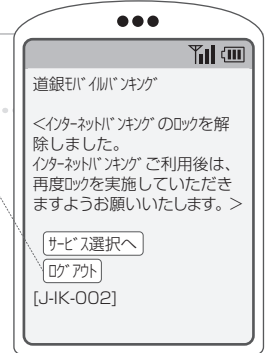 道銀ﾓﾊﾞｲﾙﾊﾞﾝｷﾝｸﾞ
<ｲﾝﾀｰﾈｯﾄﾊﾞﾝｷﾝｸﾞのﾛｯｸを解
除しました。
ｲﾝﾀｰﾈｯﾄﾊﾞﾝｷﾝｸﾞご利用後は、
再度ﾛｯｸを実施していただき
ますようお願いいたします。>
ｻｰﾋﾞｽ選択へ
ﾛｸﾞｱｳﾄ
[J-IK-002]